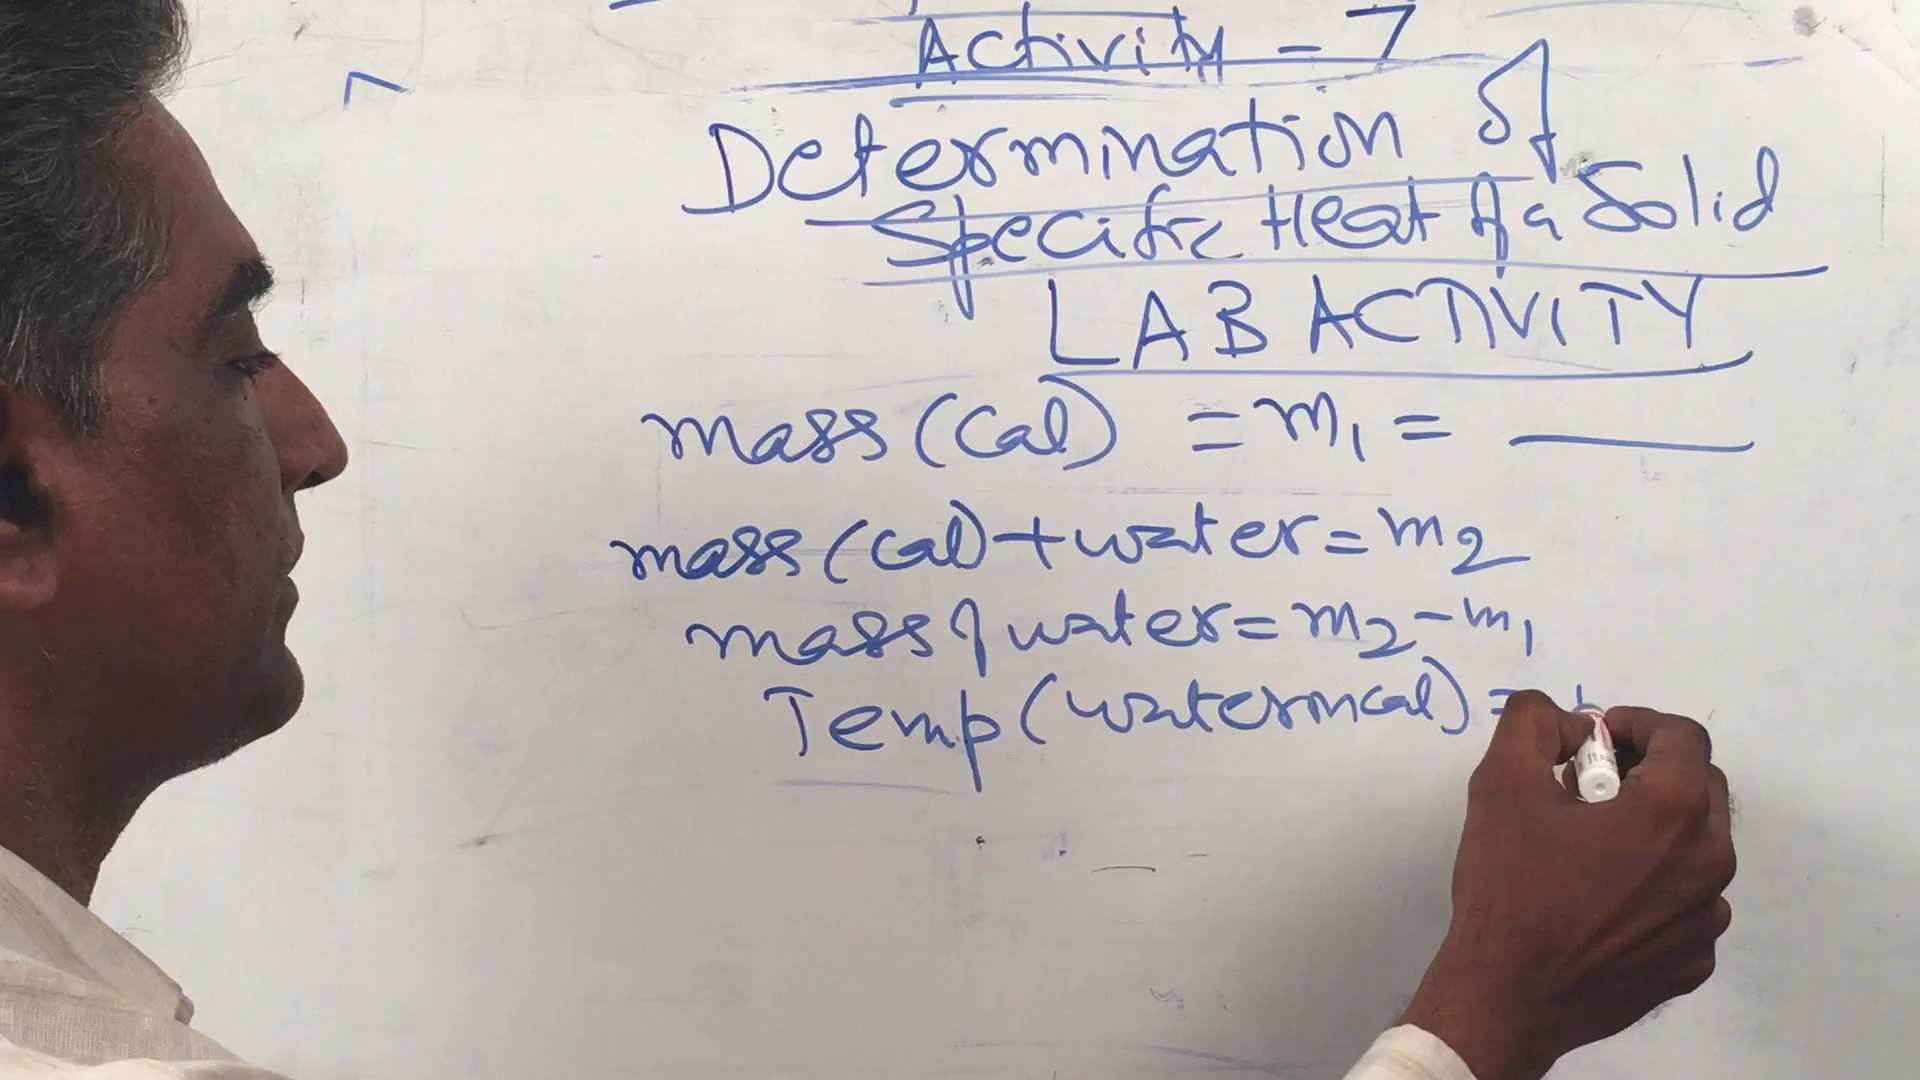 Activity = 7
Determination of
Specific Heat of a Solid
LAB ACTIVITY
mass (Cal) = m1 =
mass (cal) + water = m2
mass of water = m2 - m1
Temp (water in cal) =